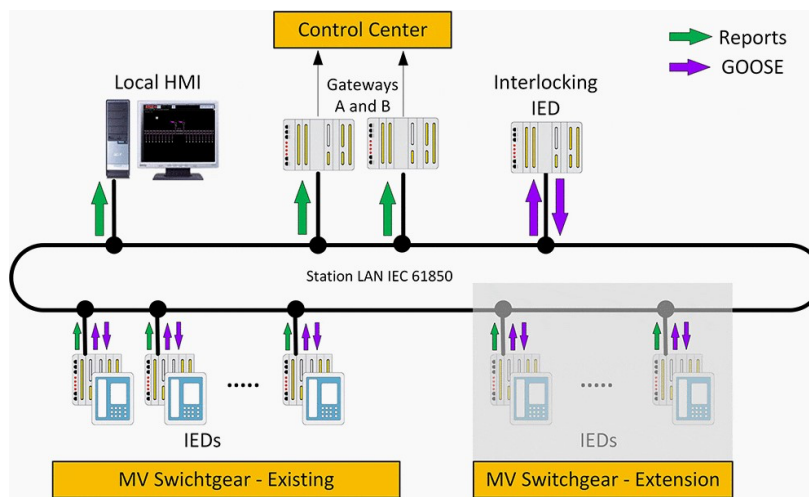 Control Center
Reports
GOOSE
Local HMI
Gateways
A and B
Interlocking
IED
Station LAN IEC 61850
IEDs
IEDs
MV Swichtgear - Existing
MV Switchgear - Extension